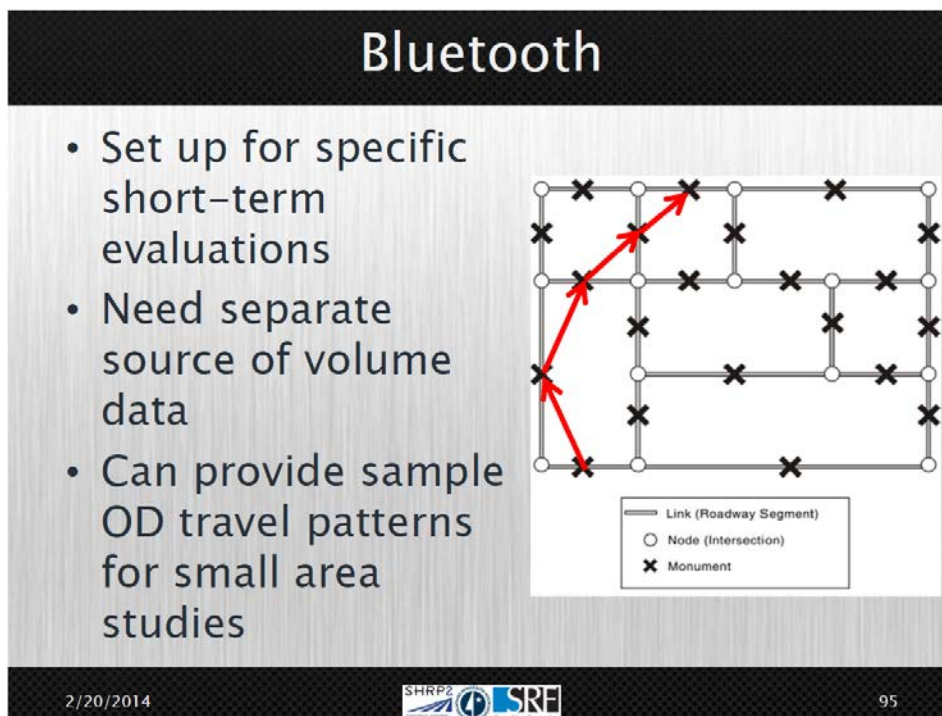 Bluetooth
• Set up for specific
short-term
evaluations
• Need separate
source of volume
data
• Can provide sample
OD travel patterns
for small area
studies
Link (Roadway Segment)
Node (Intersection)
Monument
2/20/2014
SHRP2
SRF
95